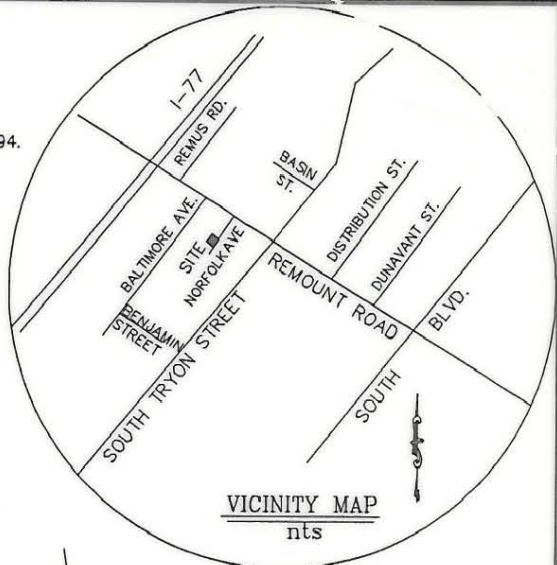 94.
I-77
REMUS RD.
BASIN
ST.
DISTRIBUTION ST.
DUNAVANT ST.
BALTIMORE AVE.
SITE
NORFOLK AVE
BENJAMIN
STREET
SOUTH TRYON STREET
REMOUNT ROAD
SOUTH BLVD.
VICINITY MAP
nts